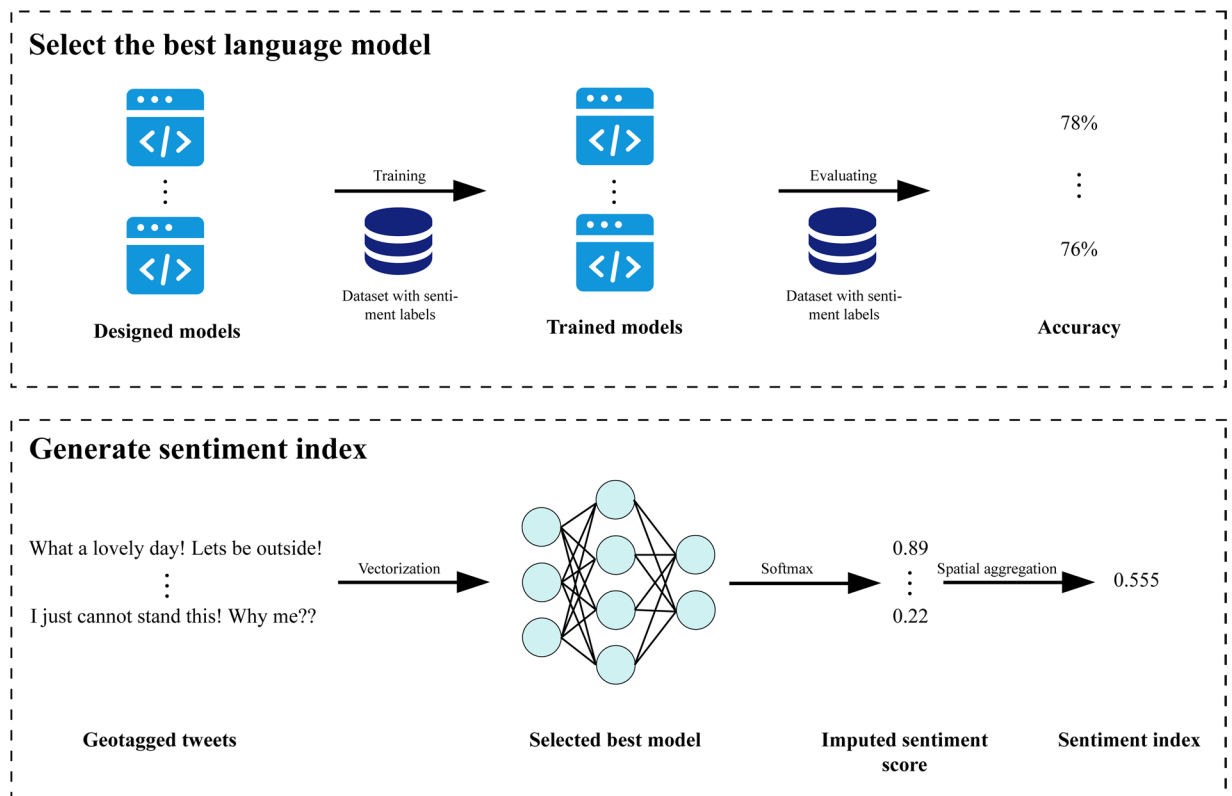 Select the best language model
</>
</>
78%
Training
Evaluating
</>
</>
76%
Dataset with senti-
ment labels
Dataset with senti-
ment labels
Designed models
Trained models
Accuracy
Generate sentiment index
What a lovely day! Lets be outside!
I just cannot stand this! Why me??
Vectorization
Softmax
0.89
0.22
Spatial aggregation
0.555
Geotagged tweets
Selected best model
Imputed sentiment
score
Sentiment index